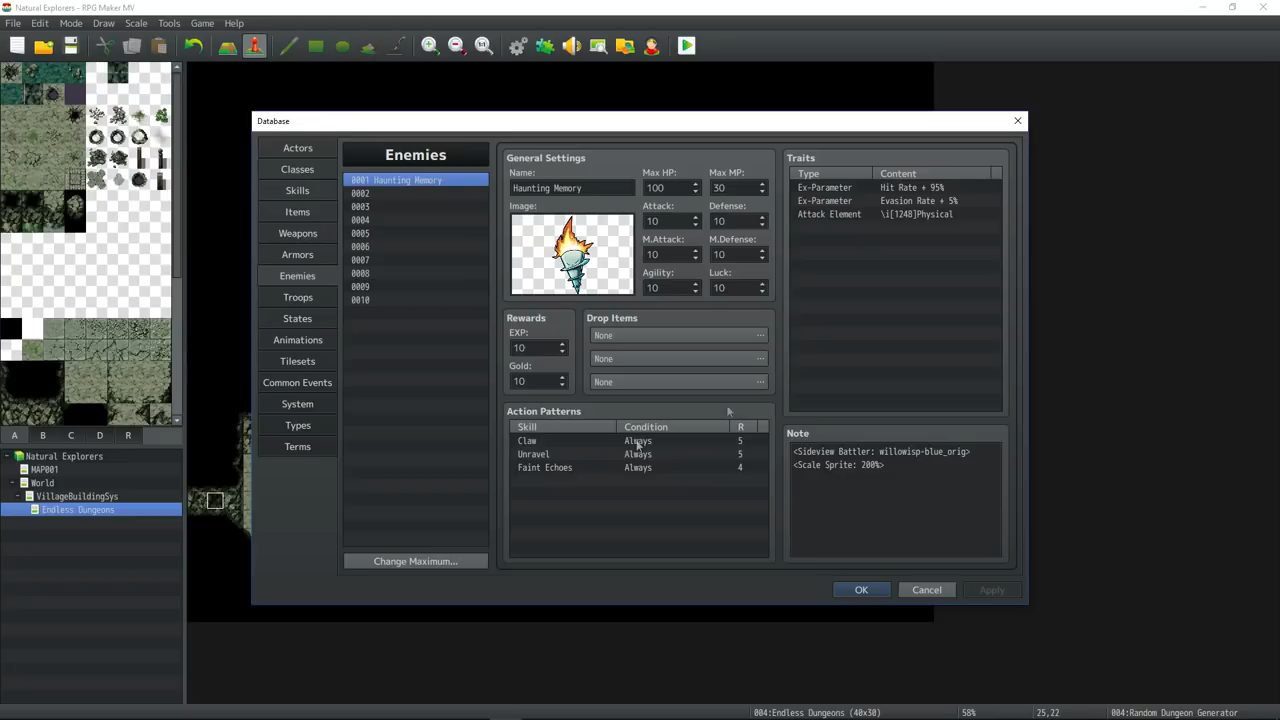 Natural Explorers - RPG Maker MV
File Edit Mode Draw Scale Tools Game Help
Database
Actors
Classes
Skills
Items
Weapons
Armors
Enemies
Troops
States
Animations
Tilesets
Common Events
System
Types
Terms
Enemies
0001 Haunting Memory
0002
0003
0004
0005
0006
0007
0008
0009
0010
Change Maximum...
General Settings
Name:
Haunting Memory
Image:
Max HP: Max MP:
100 30
Attack: Defense:
10 10
M.Attack: M.Defense:
10 10
Agility: Luck:
10 10
Rewards
EXP:
10
Gold:
10
Drop Items
None ...
None ...
None ...
Action Patterns
Skill Condition R
Claw Always 5
Unravel Always 5
Faint Echoes Always 4
Traits
Type Content
Ex-Parameter Hit Rate + 95%
Ex-Parameter Evasion Rate + 5%
Attack Element \i[1248]Physical
Note
<Sideview Battler: willowisp-blue_orig>
<Scale Sprite: 200%>
OK Cancel Apply
A B C D R
Natural Explorers
MAP001
World
VillageBuildingSys
Endless Dungeons
004:Endless Dungeons (40x30) 58% 25,22 004:Random Dungeon Generator